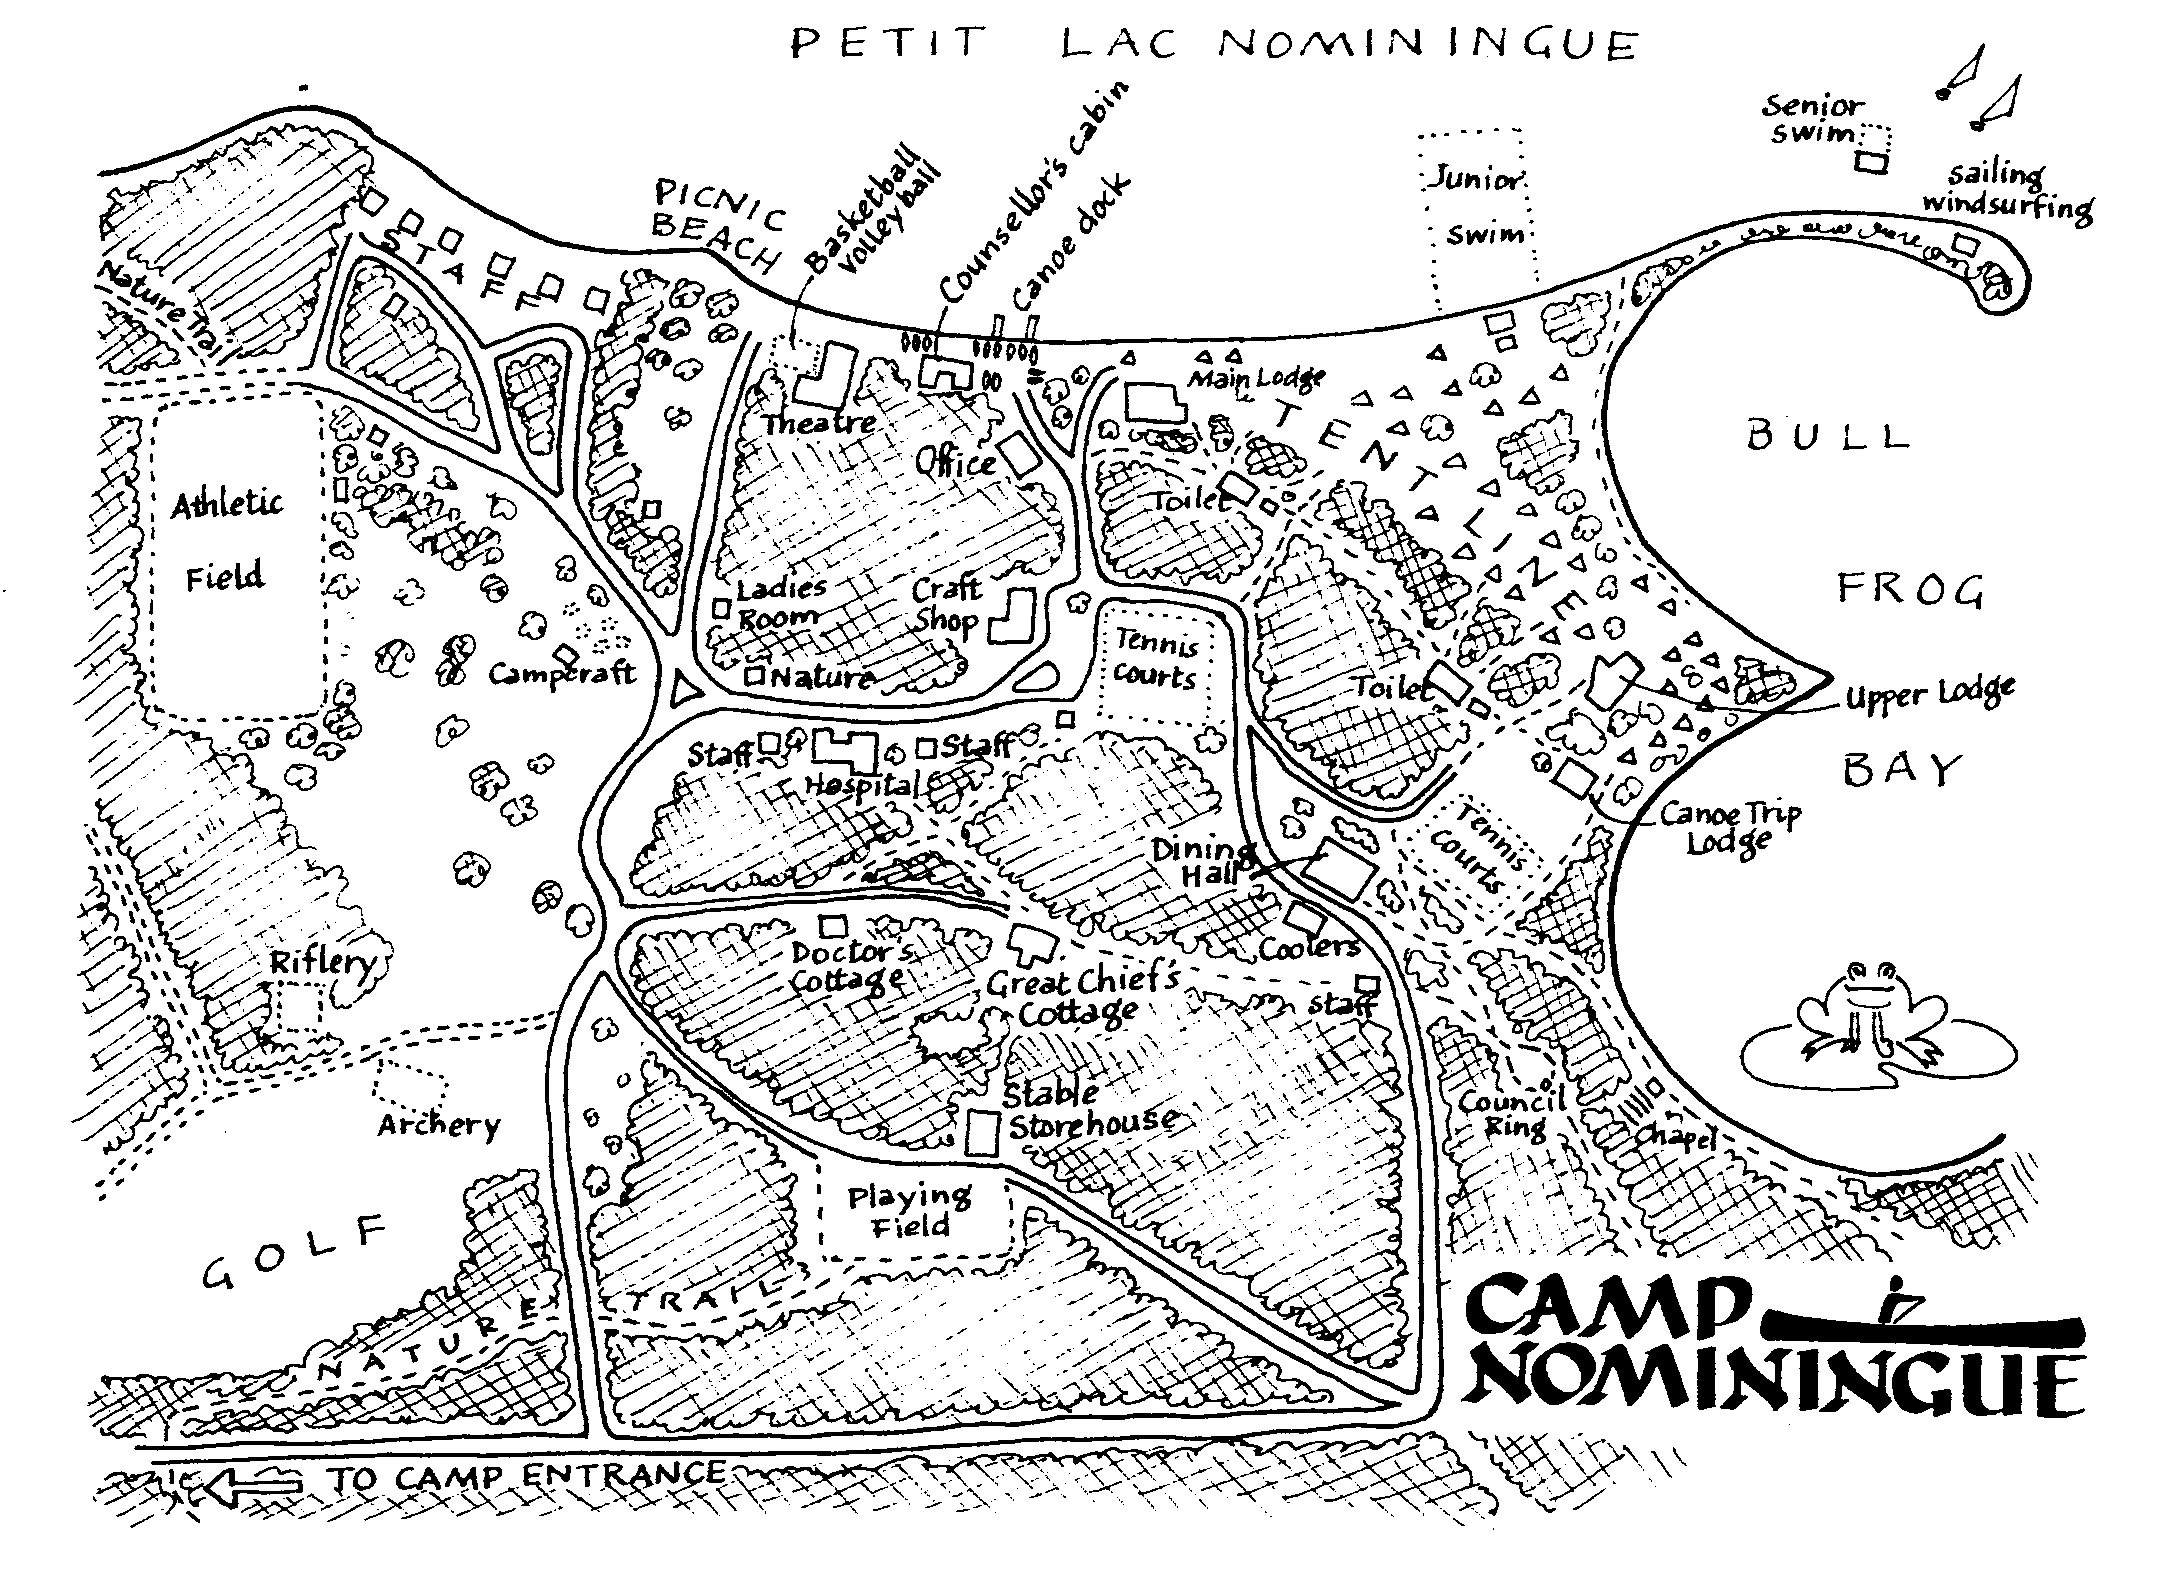 PETIT LAC NOMININGUE
Senior
swim
sailing
windsurfing
Junior
swim
PICNIC
BEACH
Basketball
volleyball
Counsellor's cabin
Canoe dock
STAFF
Nature Trail
Main Lodge
Theatre
Office
Toilet
TENT LINE
BULL
FROG
BAY
Athletic
Field
Ladies
Room
Craft
Shop
Nature
Campcraft
Tennis
courts
Toilet
Upper Lodge
Staff
Hospital
Staff
Canoe Trip
Lodge
Tennis
Courts
Dining
Hall
Coolers
Doctor's
Cottage
Great Chief's
Cottage
staff
Riflery
Archery
Stable
Storehouse
Council
Ring
Chapel
Playing
Field
GOLF
NATURE TRAIL
CAMP
NOMININGUE
TO CAMP ENTRANCE